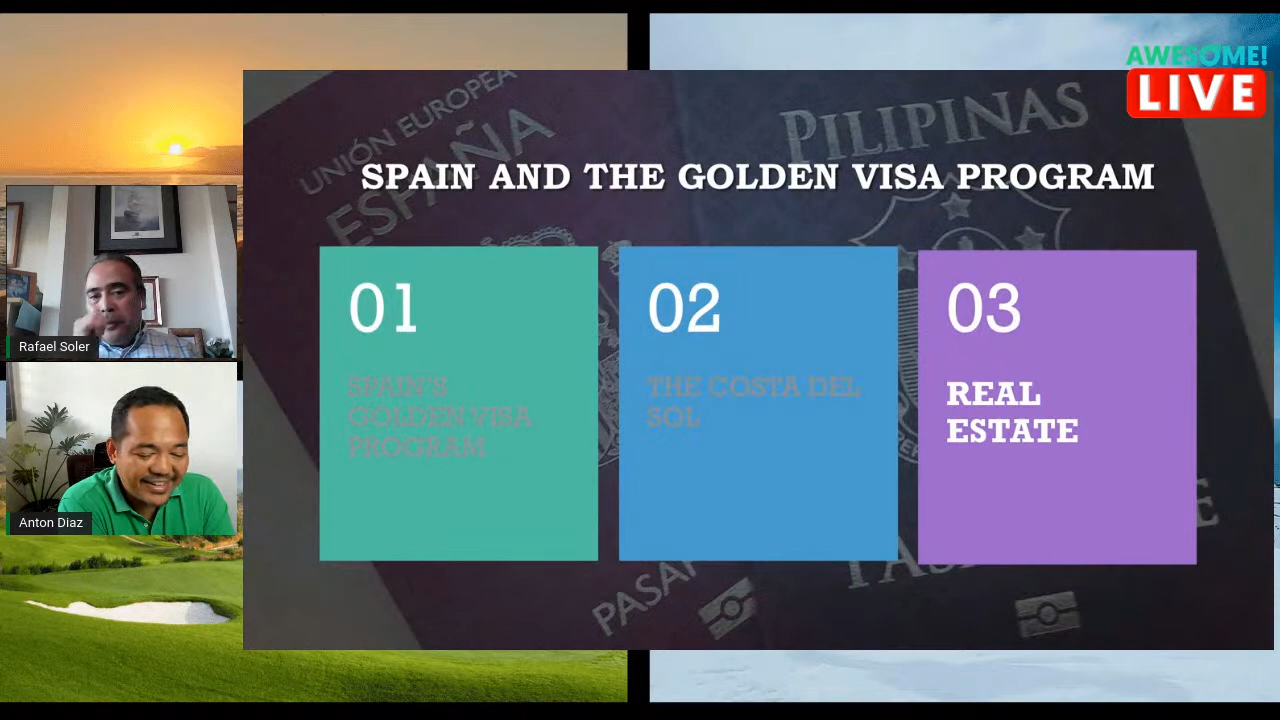 AWESOME!
LIVE
UNIÓN EUROPEA
ESPAÑA
PILIPINAS
SPAIN AND THE GOLDEN VISA PROGRAM
01
SPAIN'S
GOLDEN VISA
PROGRAM
02
THE COSTA DEL
SOL
03
REAL
ESTATE
Rafael Soler
Anton Diaz